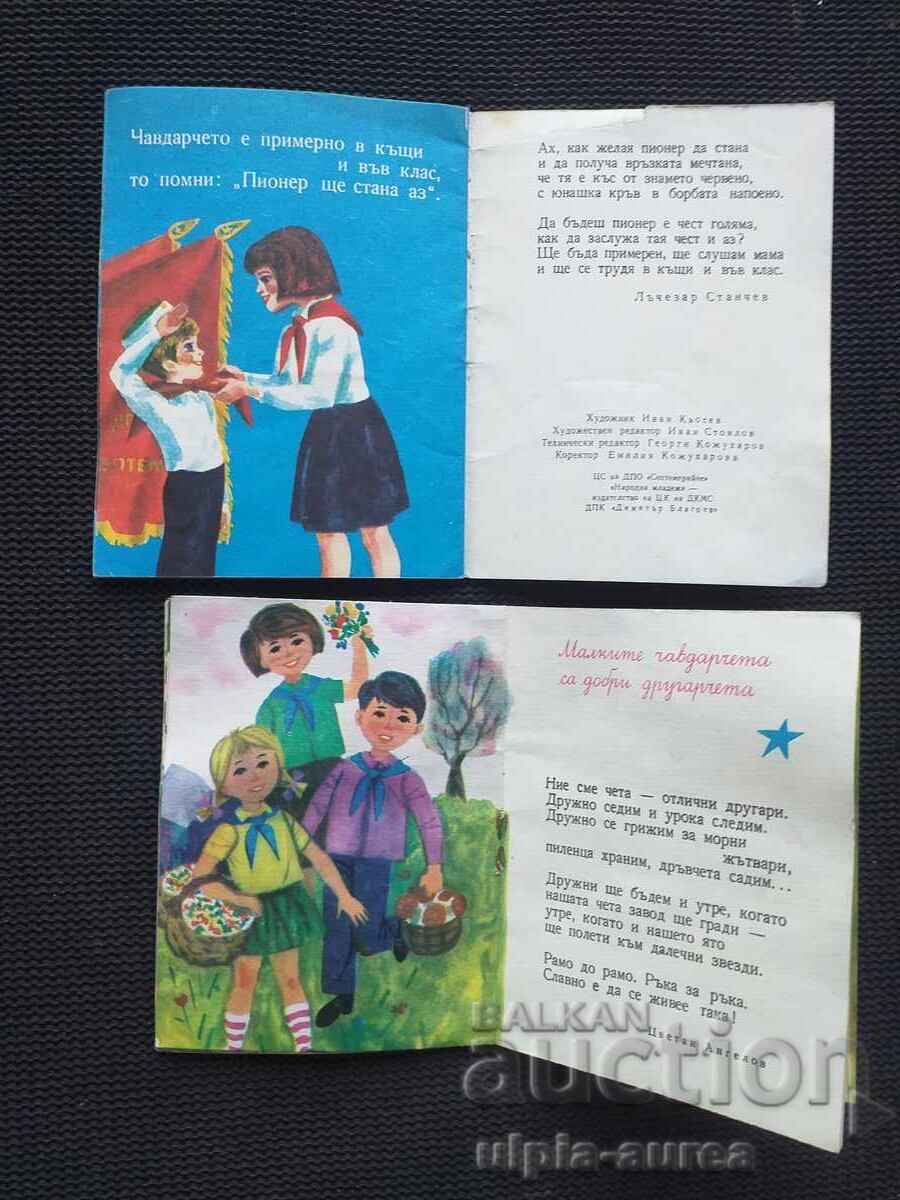 Чавдарчето е примерно в къщи
и във клас,
то помни: „Пионер ще стана аз“.
ЕПТЕМ
Ах, как желая пионер да стана
и да получа връзката мечтана,
че тя е къс от знамето червено,
с юнашка кръв в борбата напоено.
Да бъдеш пионер е чест голяма,
как да заслужа тая чест и аз?
Ще бъда примерен, ще слушам мама
и ще се трудя в къщи и във клас.
Лъчезар Станчев
Художник Иван Кьосев
Художествен редактор Иван Стоилов
Технически редактор Георги Кожухаров
Коректор Емилия Кожухарова
ЦС на ДПО «Септемврийче»
«Народна младеж» —
издателство на ЦК на ДКМС
ДПК «Димитър Благоев»
Малките чавдарчета
са добри другарчета
Ние сме чета — отлични другари.
Дружно седим и урока следим.
Дружно се грижим за морни
жътвари,
пиленца храним, дръвчета садим...
Дружни ще бъдем и утре, когато
нашата чета завод ще гради —
утре, когато и нашето ято
ще полети към далечни звезди.
Рамо до рамо. Ръка за ръка.
Славно е да се живее така!
Цветан Ангелов
BALKAN
auction
ulpia-aurea